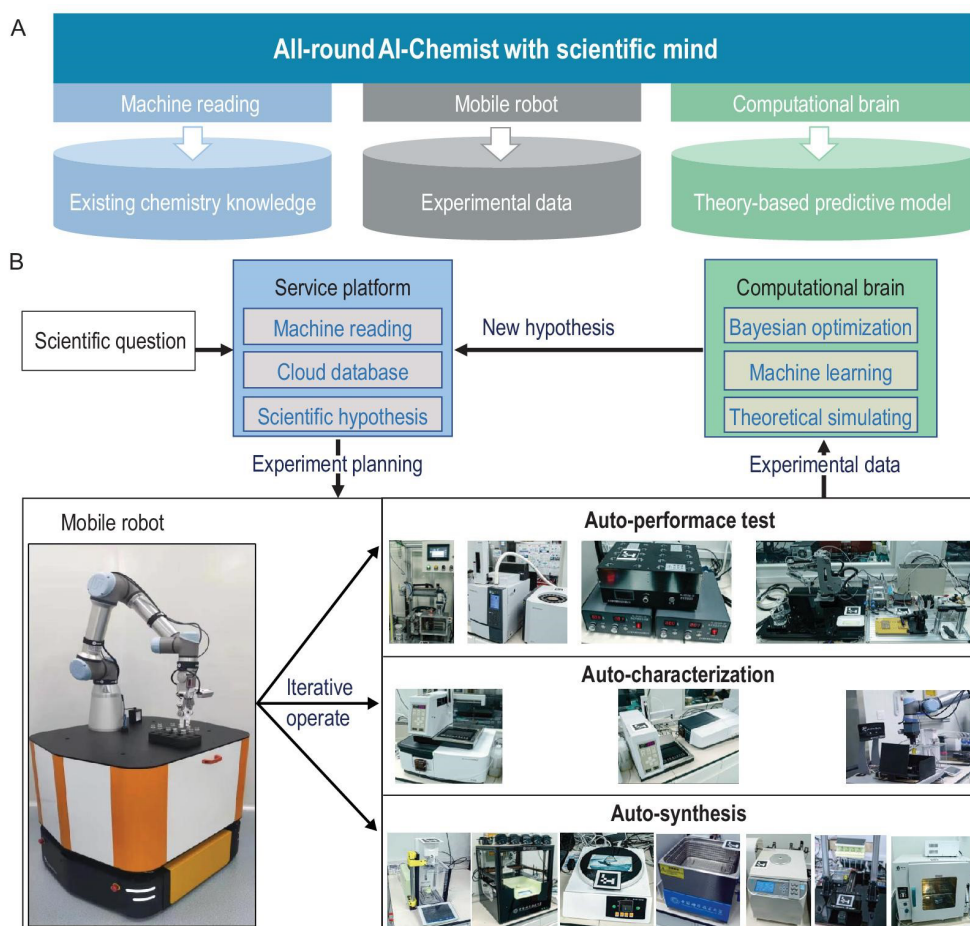 A
All-round AI-Chemist with scientific mind
Machine reading
Mobile robot
Computational brain
Existing chemistry knowledge
Experimental data
Theory-based predictive model
B
Service platform
Computational brain
Scientific question
Machine reading
New hypothesis
Bayesian optimization
Cloud database
Machine learning
Scientific hypothesis
Theoretical simulating
Experiment planning
Experimental data
Mobile robot
Auto-performace test
Auto-characterization
Iterative
operate
Auto-synthesis